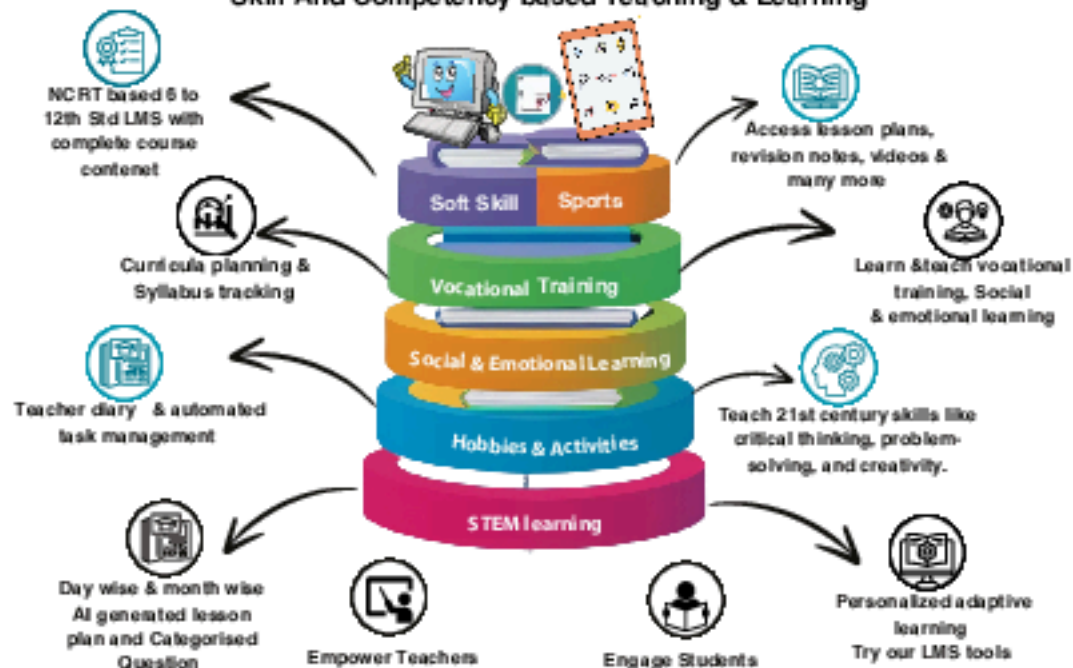 Skill And Competency based Teaching & Learning
NCRT based 6 to
12th Std LMS with
complete course
contenet
Access lesson plans,
revision notes, videos &
many more
Soft Skill
Sports
Curricula planning &
Syllabus tracking
Vocational Training
Learn &teach vocational
training, Social
& emotional learning
Social & Emotional Learning
Teacher diary & automated
task management
Hobbies & Activities
Teach 21st century skills like
critical thinking, problem-
solving, and creativity.
STEM learning
Day wise & month wise
AI generated lesson
plan and Categorised
Question
Empower Teachers
Engage Students
Personalized adaptive
learning
Try our LMS tools